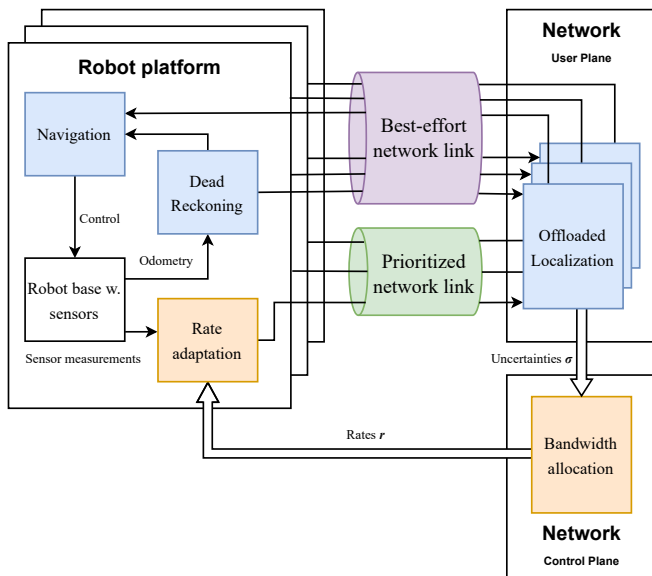 Robot platform
Navigation
Dead
Reckoning
Control
Odometry
Robot base w.
sensors
Sensor measurements
Rate
adaptation
Best-effort
network link
Prioritized
network link
Network
User Plane
Offloaded
Localization
Uncertainties σ
Rates r
Bandwidth
allocation
Network
Control Plane